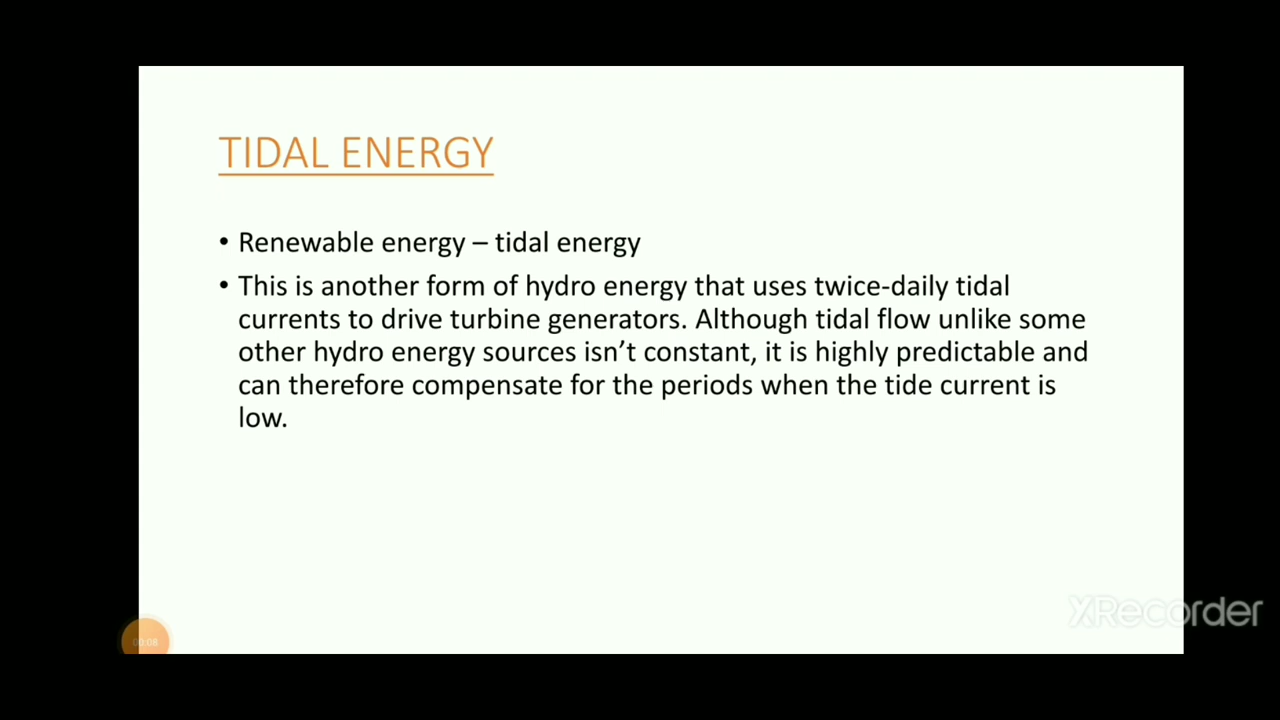 TIDAL ENERGY
• Renewable energy – tidal energy
• This is another form of hydro energy that uses twice-daily tidal
currents to drive turbine generators. Although tidal flow unlike some
other hydro energy sources isn’t constant, it is highly predictable and
can therefore compensate for the periods when the tide current is
low.
XRecorder
00:08